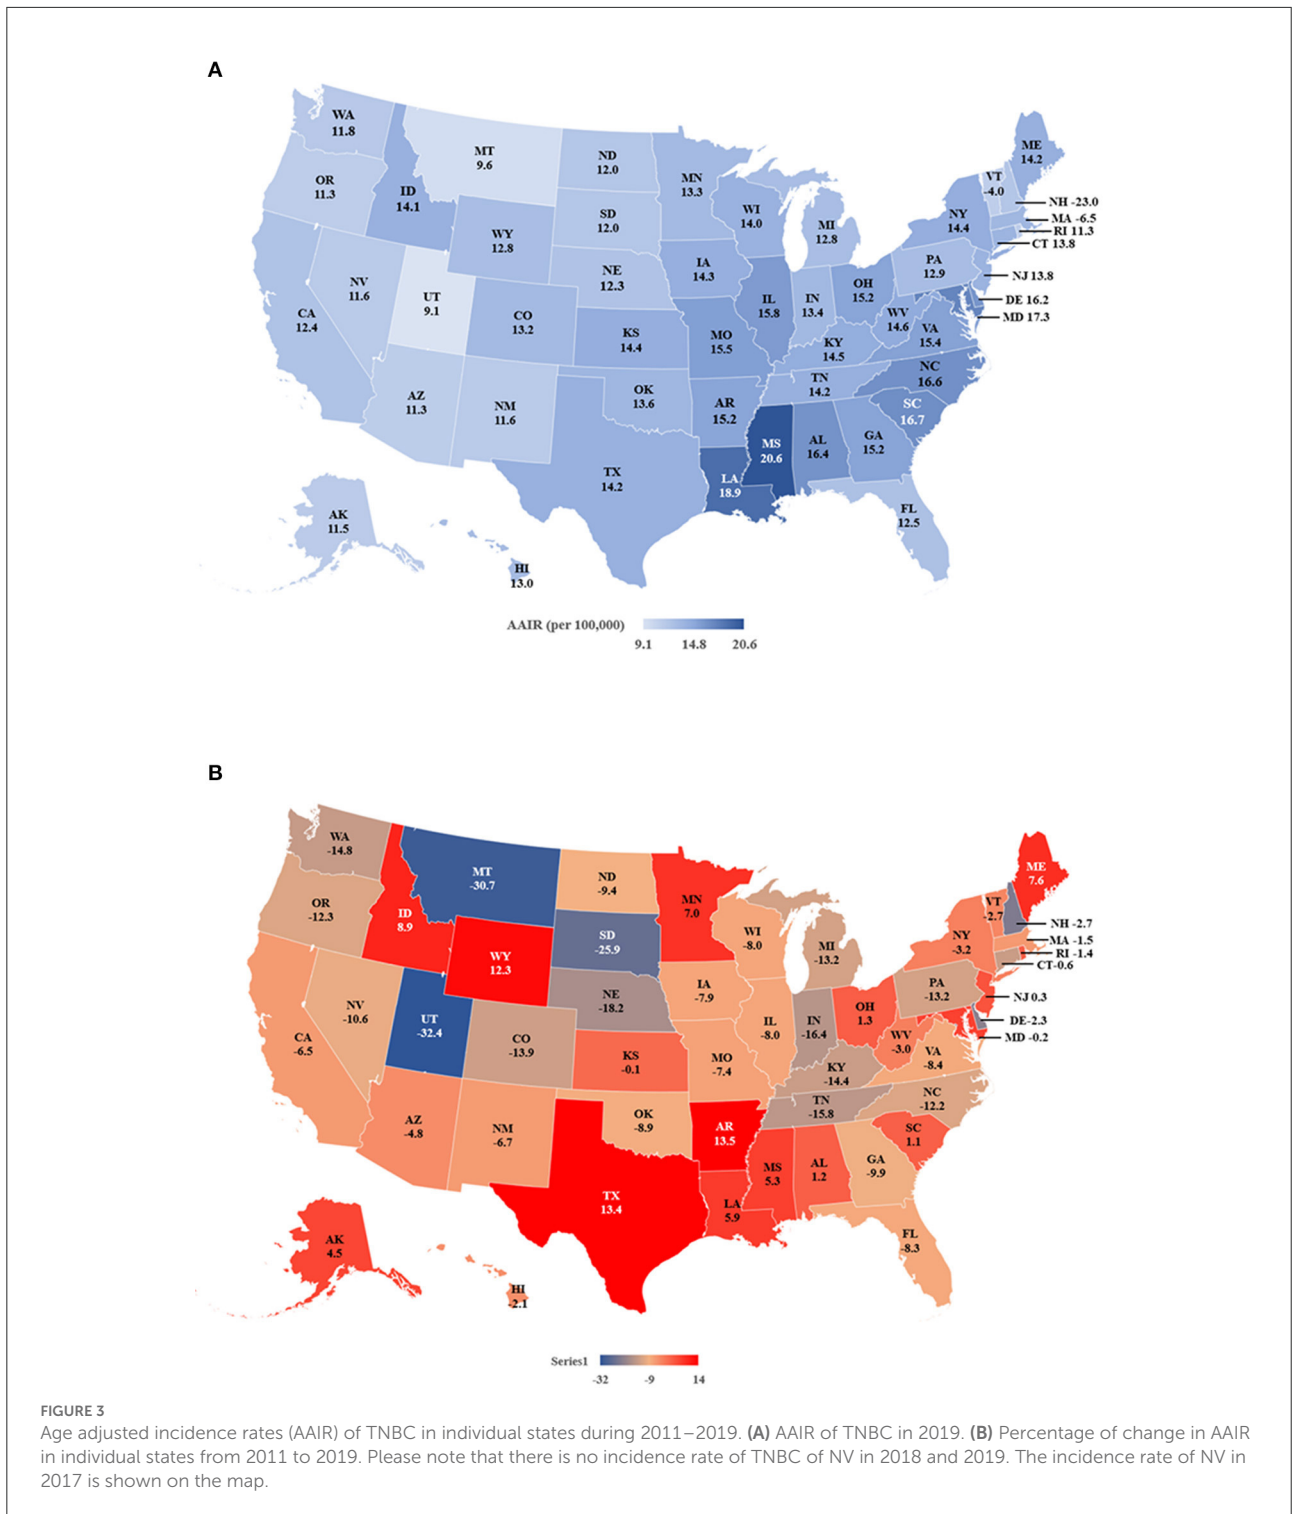 A
WA
11.8
MT
9.6
ND
12.0
MN
13.3
ME
14.2
VT
-4.0
OR
11.3
ID
14.1
SD
12.0
WI
14.0
MI
12.8
NY
14.4
NH -23.0
MA -6.5
RI 11.3
CT 13.8
WY
12.8
PA
12.9
NE
12.3
IA
14.3
NJ 13.8
NV
11.6
UT
9.1
IL
15.8
IN
13.4
OH
15.2
DE 16.2
MD 17.3
CA
12.4
CO
13.2
KS
14.4
MO
15.5
WV
14.6
VA
15.4
KY
14.5
NC
16.6
TN
14.2
AZ
11.3
NM
11.6
OK
13.6
AR
15.2
SC
16.7
MS
20.6
AL
16.4
GA
15.2
TX
14.2
LA
18.9
AK
11.5
FL
12.5
HI
13.0
AAIR (per 100,000)
9.1 14.8 20.6
B
WA
-14.8
MT
-30.7
ND
-9.4
MN
7.0
ME
7.6
VT
-2.7
OR
-12.3
ID
8.9
SD
-25.9
WI
-8.0
MI
-13.2
NY
-3.2
NH -2.7
MA -1.5
RI -1.4
CT-0.6
WY
12.3
PA
-13.2
NE
-18.2
IA
-7.9
NJ 0.3
NV
-10.6
UT
-32.4
IL
-8.0
IN
-16.4
OH
1.3
DE-2.3
MD -0.2
CA
-6.5
CO
-13.9
KS
-0.1
MO
-7.4
WV
-3.0
VA
-8.4
KY
-14.4
NC
-12.2
TN
-15.8
AZ
-4.8
NM
-6.7
OK
-8.9
AR
13.5
SC
1.1
MS
5.3
AL
1.2
GA
-9.9
TX
13.4
LA
5.9
AK
4.5
FL
-8.3
HI
-2.1
Series1
-32 -9 14
FIGURE 3
Age adjusted incidence rates (AAIR) of TNBC in individual states during 2011–2019. (A) AAIR of TNBC in 2019. (B) Percentage of change in AAIR
in individual states from 2011 to 2019. Please note that there is no incidence rate of TNBC of NV in 2018 and 2019. The incidence rate of NV in
2017 is shown on the map.